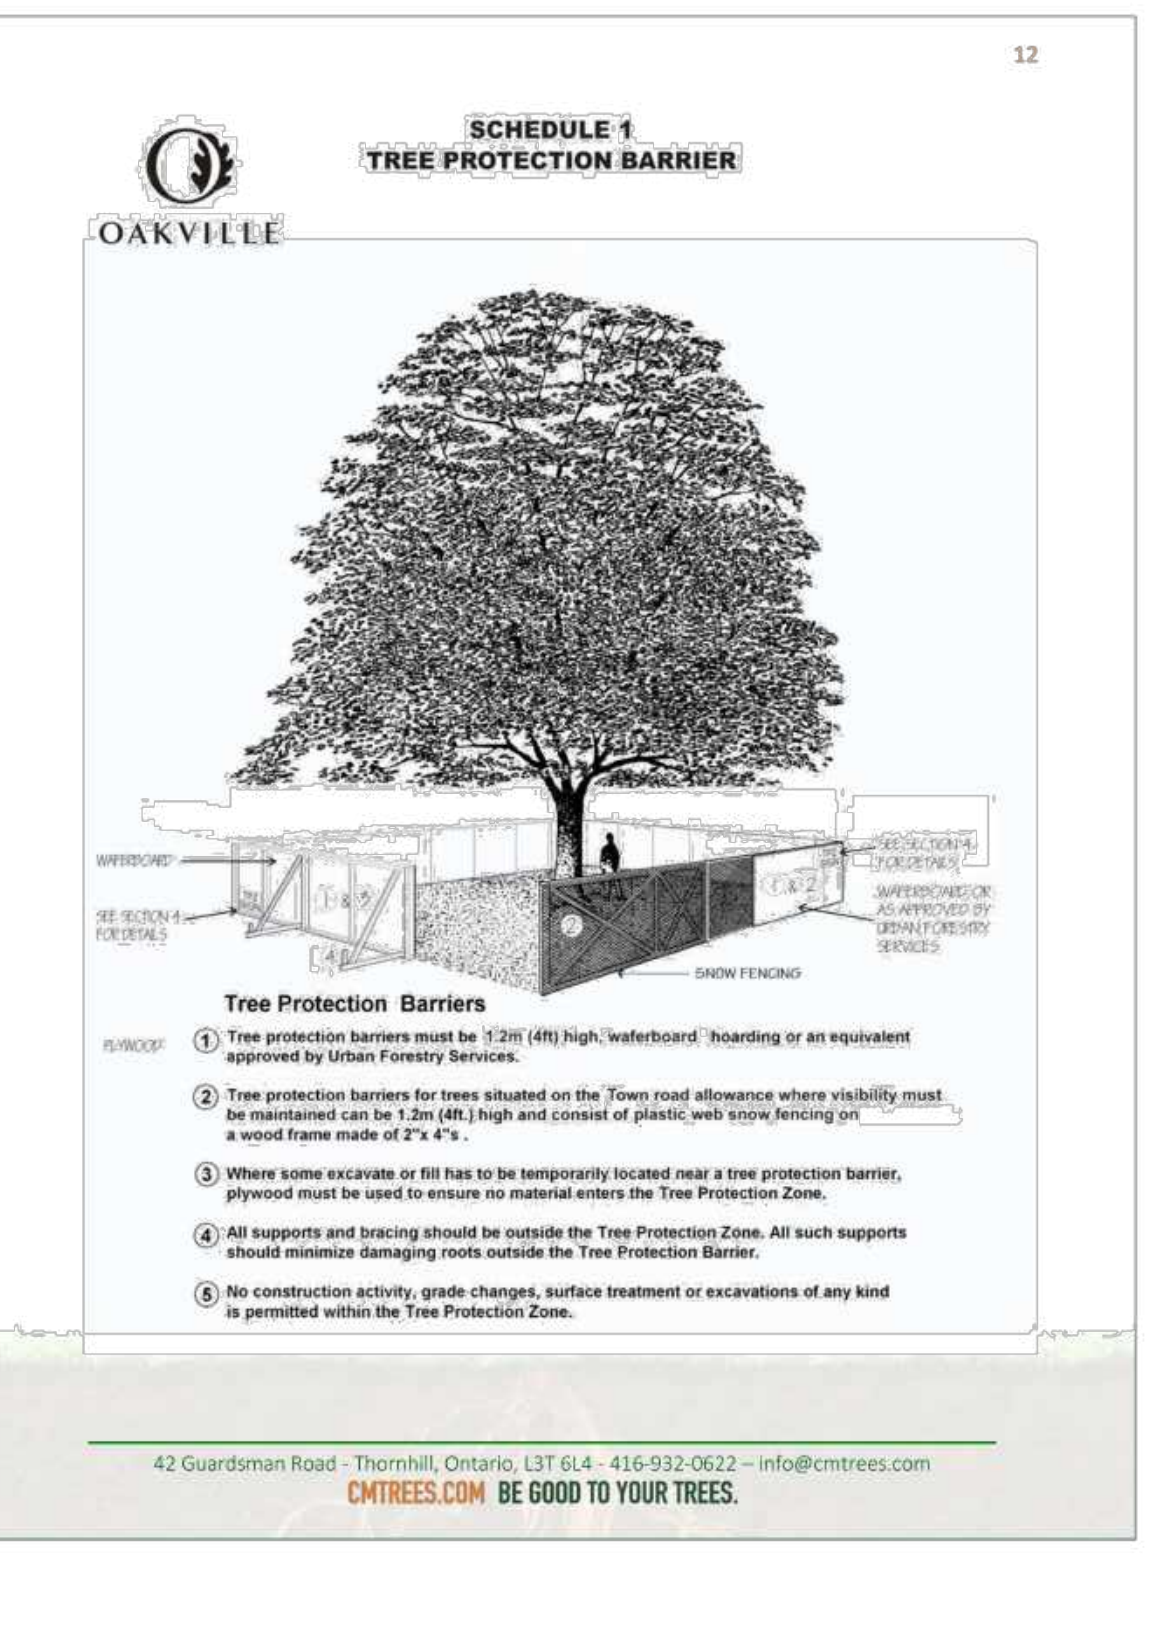 12
SCHEDULE 1
TREE PROTECTION BARRIER
OAKVILLE
WAFERBOARD
SEE SECTION 4
FOR DETAILS
1 & 3
4
2
1 & 2
SEE SECTION 4
FOR DETAILS
WAFERBOARD OR
AS APPROVED BY
URBAN FORESTRY
SERVICES
SNOW FENCING
Tree Protection Barriers
PLYWOOD
1 Tree protection barriers must be 1.2m (4ft) high, waferboard hoarding or an equivalent
approved by Urban Forestry Services.
2 Tree protection barriers for trees situated on the Town road allowance where visibility must
be maintained can be 1.2m (4ft.) high and consist of plastic web snow fencing on
a wood frame made of 2"x 4"s .
3 Where some excavate or fill has to be temporarily located near a tree protection barrier,
plywood must be used to ensure no material enters the Tree Protection Zone.
4 All supports and bracing should be outside the Tree Protection Zone. All such supports
should minimize damaging roots outside the Tree Protection Barrier.
5 No construction activity, grade changes, surface treatment or excavations of any kind
is permitted within the Tree Protection Zone.
42 Guardsman Road - Thornhill, Ontario, L3T 6L4 - 416-932-0622 – info@cmtrees.com
CMTREES.COM BE GOOD TO YOUR TREES.